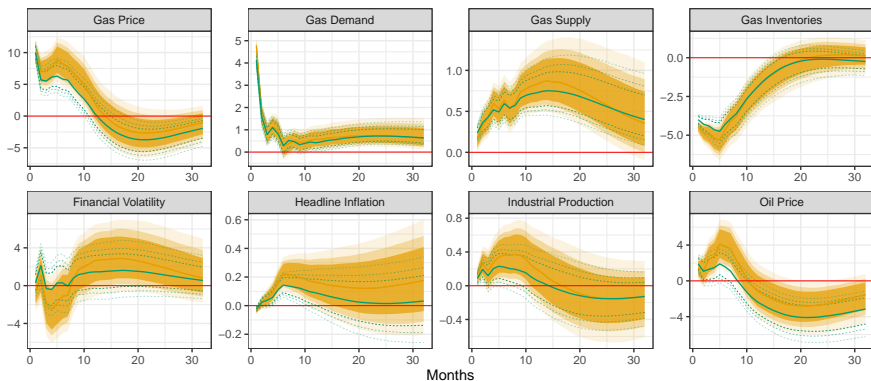 Gas Price Gas Demand Gas Supply Gas Inventories
10
5
0
−5
0 10 20 30
5
4
3
2
1
0
0 10 20 30
1.0
0.5
0.0
0 10 20 30
0.0
−2.5
−5.0
0 10 20 30
Financial Volatility Headline Inflation Industrial Production Oil Price
4
0
−4
0 10 20 30
0.6
0.4
0.2
0.0
−0.2
0 10 20 30
0.8
0.4
0.0
−0.4
0 10 20 30
4
0
−4
0 10 20 30
Months